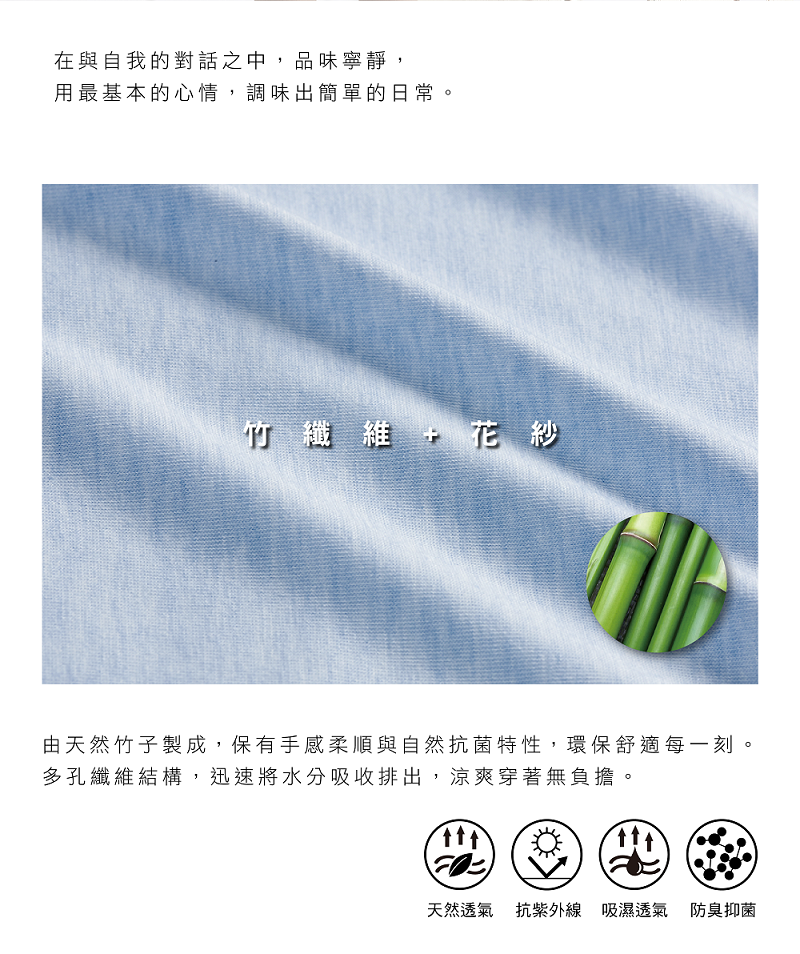 在與自我的對話之中，品味寧靜，
用最基本的心情，調味出簡單的日常。
竹纖維+花紗
由天然竹子製成，保有手感柔順與自然抗菌特性，環保舒適每一刻。
多孔纖維結構，迅速將水分吸收排出，涼爽穿著無負擔。
天然透氣 抗紫外線 吸濕透氣 防臭抑菌